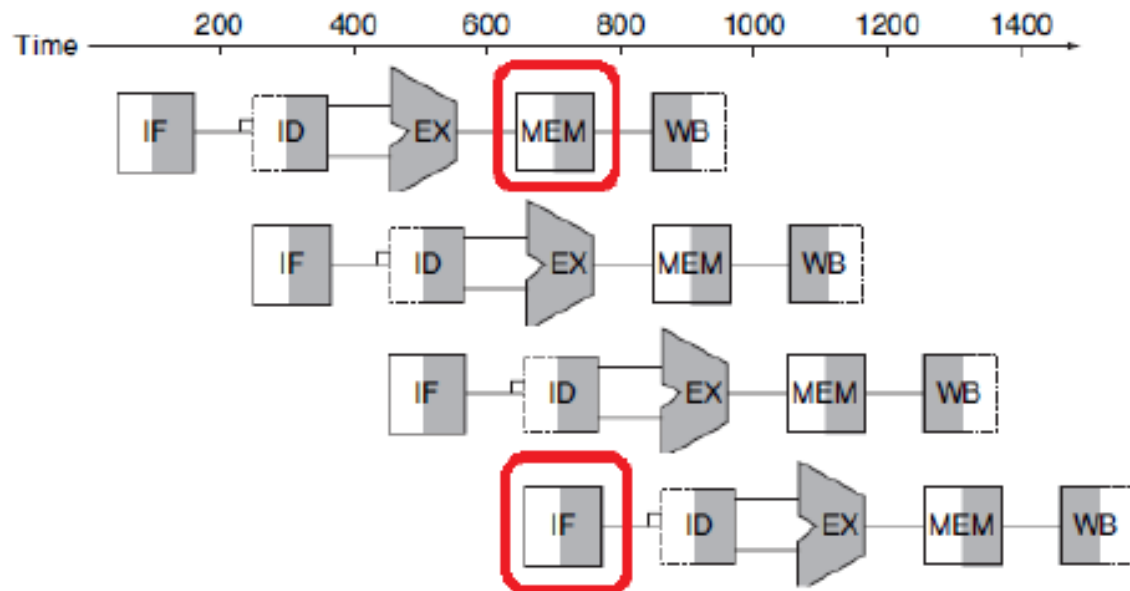 200 400 600 800 1000 1200 1400
Time
IF ID EX MEM WB
IF ID EX MEM WB
IF ID EX MEM WB
IF ID EX MEM WB